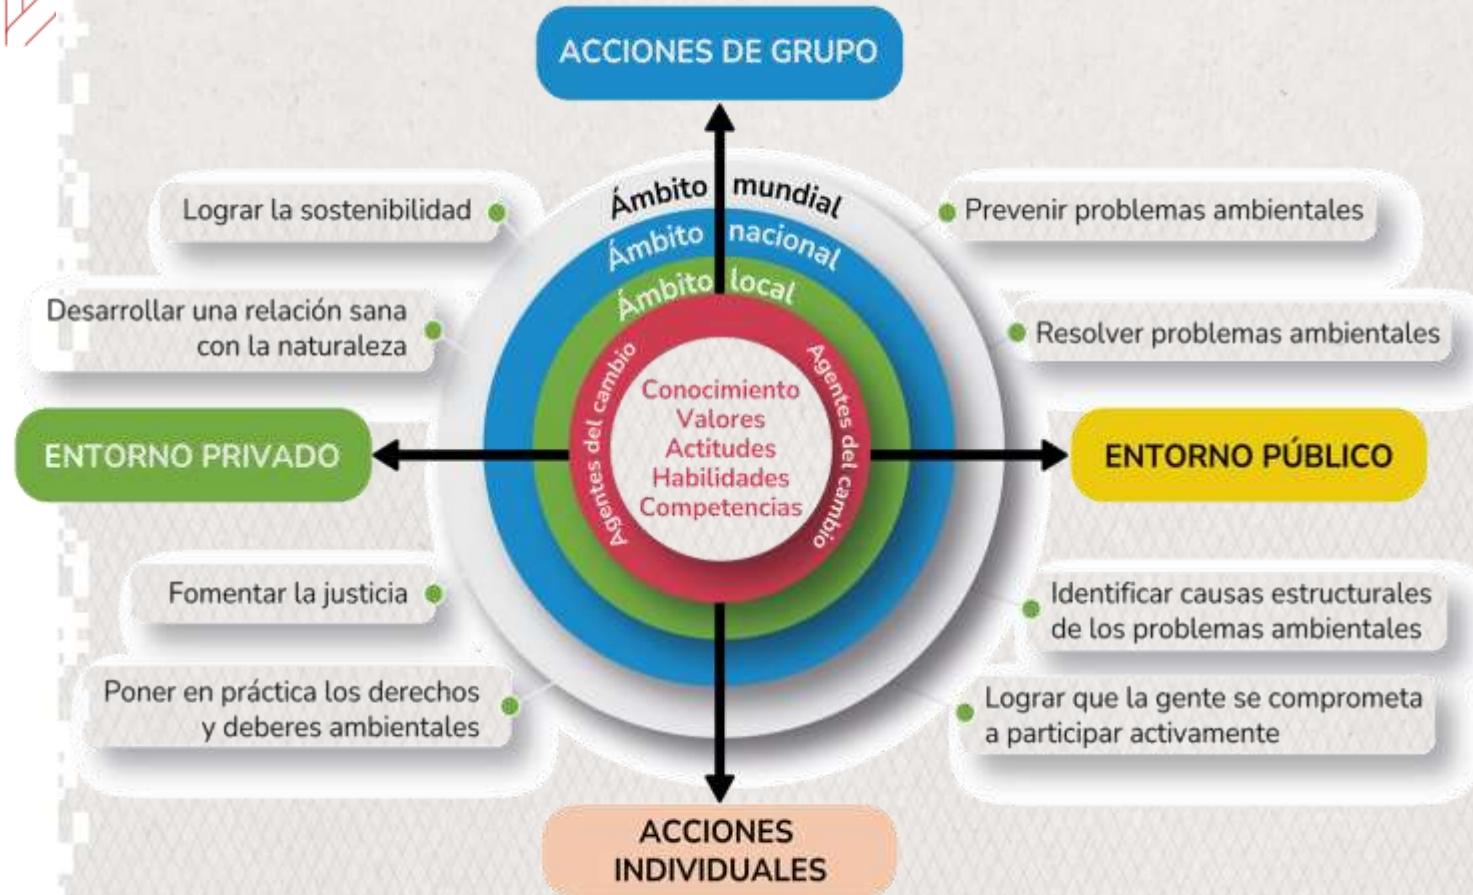 ACCIONES DE GRUPO
Ámbito mundial
Ámbito nacional
Ámbito local
Agentes del cambio
Agentes del cambio
Conocimiento
Valores
Actitudes
Habilidades
Competencias
Lograr la sostenibilidad
Desarrollar una relación sana
con la naturaleza
ENTORNO PRIVADO
Fomentar la justicia
Poner en práctica los derechos
y deberes ambientales
Prevenir problemas ambientales
Resolver problemas ambientales
ENTORNO PÚBLICO
Identificar causas estructurales
de los problemas ambientales
Lograr que la gente se comprometa
a participar activamente
ACCIONES
INDIVIDUALES